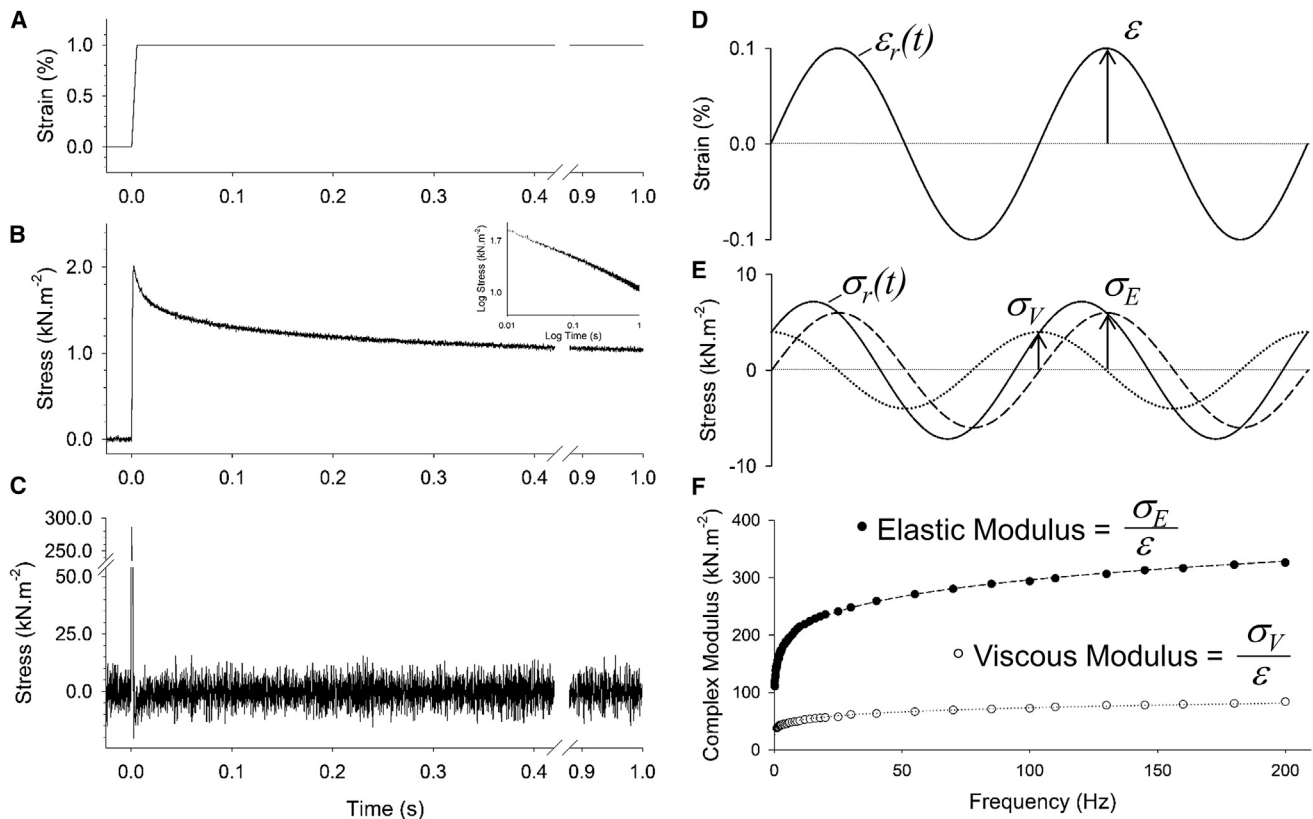 A
Strain (%)
1.0
0.0
0.0 0.1 0.2 0.3 0.4 0.9 1.0
B
Stress (kN.m-2)
2.0
1.0
0.0
0.0 0.1 0.2 0.3 0.4 0.9 1.0
Log Stress (kN.m-2)
1.7
1.0
0.01 0.1 1
Log Time (s)
C
Stress (kN.m-2)
300.0
250.0
50.0
25.0
0.0
0.0 0.1 0.2 0.3 0.4 0.9 1.0
Time (s)
D
Strain (%)
0.1
0.0
-0.1
εr(t)
ε
E
Stress (kN.m-2)
10
0
-10
σr(t)
σV
σE
F
Complex Modulus (kN.m-2)
400
300
200
100
0
Elastic Modulus = σE/ε
Viscous Modulus = σV/ε
0 50 100 150 200
Frequency (Hz)